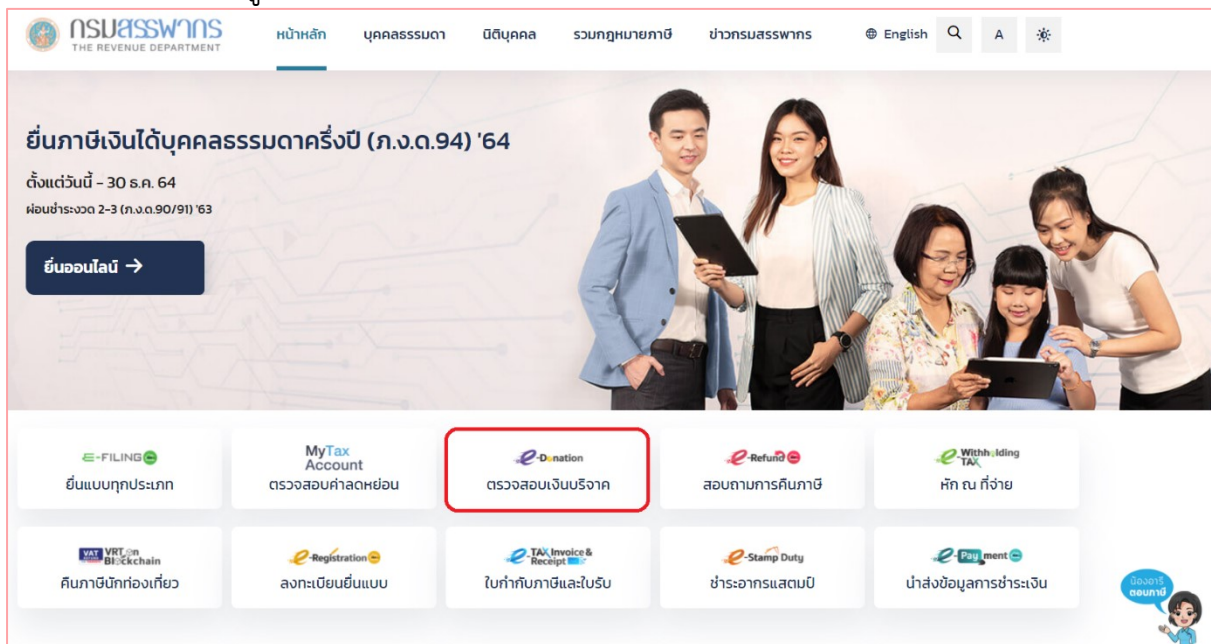 กรมสรรพากร
THE REVENUE DEPARTMENT
หน้าหลัก บุคคลธรรมดา นิติบุคคล รวมกฎหมายภาษี ข่าวกรมสรรพากร English A
ยื่นภาษีเงินได้บุคคลธรรมดาครึ่งปี (ภ.ง.ด.94) '64
ตั้งแต่วันนี้ - 30 ธ.ค. 64
ผ่อนชำระงวด 2-3 (ภ.ง.ด.90/91) '63
ยื่นออนไลน์ →
E-FILING
ยื่นแบบทุกประเภท
MyTax
Account
ตรวจสอบค่าลดหย่อน
e-Donation
ตรวจสอบเงินบริจาค
e-Refund
สอบถามการคืนภาษี
e-Withholding
TAX
หัก ณ ที่จ่าย
VAT VRT on
Blockchain
คืนภาษีนักท่องเที่ยว
e-Registration
ลงทะเบียนยื่นแบบ
e-TAX Invoice &
Receipt
ใบกำกับภาษีและใบรับ
e-Stamp Duty
ชำระอากรแสตมป์
e-Payment
นำส่งข้อมูลการชำระเงิน
น้องอารี
ตอบภาษี